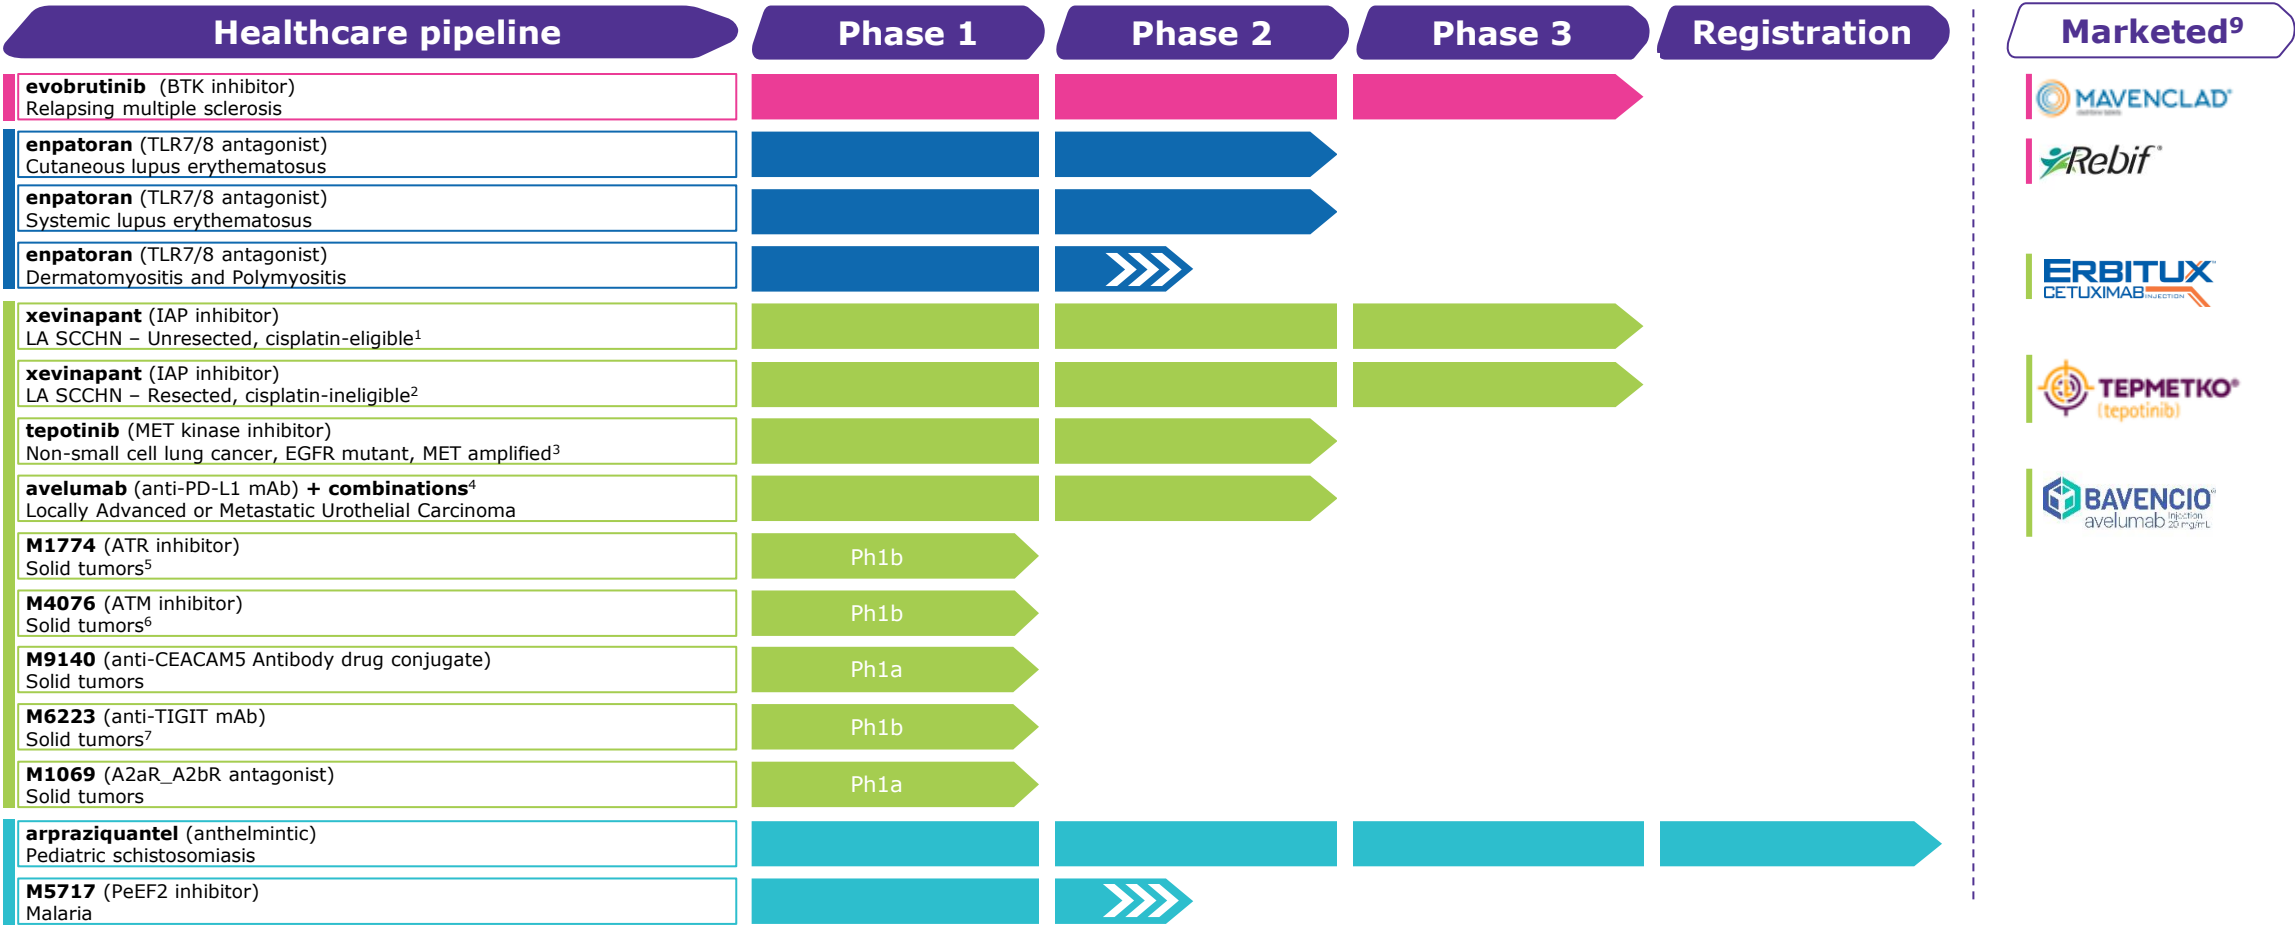 Healthcare pipeline
Phase 1
Phase 2
Phase 3
Registration
Marketed⁹
evobrutinib (BTK inhibitor)
Relapsing multiple sclerosis
enpatoran (TLR7/8 antagonist)
Cutaneous lupus erythematosus
enpatoran (TLR7/8 antagonist)
Systemic lupus erythematosus
enpatoran (TLR7/8 antagonist)
Dermatomyositis and Polymyositis
xevinapant (IAP inhibitor)
LA SCCHN – Unresected, cisplatin-eligible¹
xevinapant (IAP inhibitor)
LA SCCHN – Resected, cisplatin-ineligible²
tepotinib (MET kinase inhibitor)
Non-small cell lung cancer, EGFR mutant, MET amplified³
avelumab (anti-PD-L1 mAb) + combinations⁴
Locally Advanced or Metastatic Urothelial Carcinoma
M1774 (ATR inhibitor)
Solid tumors⁵
Ph1b
M4076 (ATM inhibitor)
Solid tumors⁶
Ph1b
M9140 (anti-CEACAM5 Antibody drug conjugate)
Solid tumors
Ph1a
M6223 (anti-TIGIT mAb)
Solid tumors⁷
Ph1b
M1069 (A2aR_A2bR antagonist)
Solid tumors
Ph1a
arpraziquantel (anthelmintic)
Pediatric schistosomiasis
M5717 (PeEF2 inhibitor)
Malaria
MAVENCLAD®
Rebif®
ERBITUX™
CETUXIMAB INJECTION
TEPMETKO®
(tepotinib)
BAVENCIO®
avelumab Injection
20 mg/mL